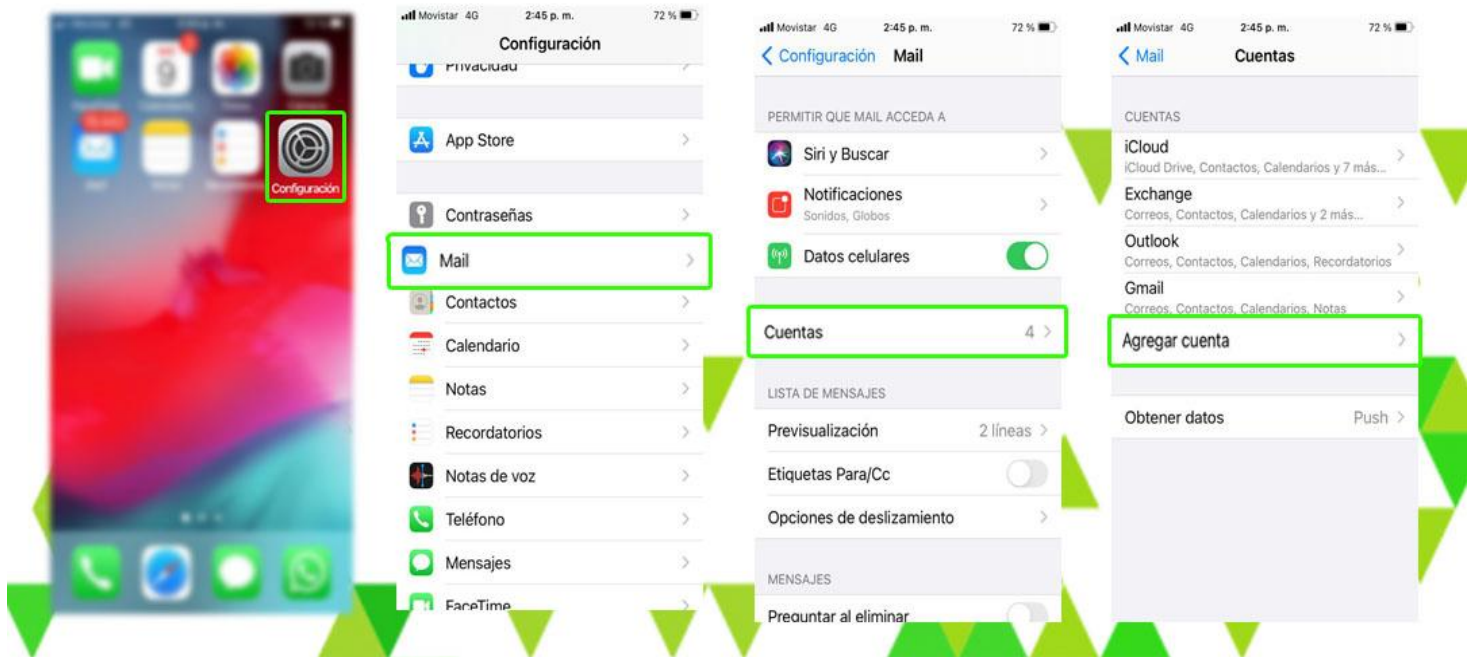 9
Configuración
Movistar 4G 2:45 p. m. 72 %
Configuración
Privacidad
App Store
Contraseñas
Mail
Contactos
Calendario
Notas
Recordatorios
Notas de voz
Teléfono
Mensajes
FaceTime
Movistar 4G 2:45 p. m. 72 %
Configuración Mail
PERMITIR QUE MAIL ACCEDA A
Siri y Buscar
Notificaciones
Sonidos, Globos
Datos celulares
Cuentas 4
LISTA DE MENSAJES
Previsualización 2 líneas
Etiquetas Para/Cc
Opciones de deslizamiento
MENSAJES
Preguntar al eliminar
Movistar 4G 2:45 p. m. 72 %
Mail Cuentas
CUENTAS
iCloud
iCloud Drive, Contactos, Calendarios y 7 más...
Exchange
Correos, Contactos, Calendarios y 2 más...
Outlook
Correos, Contactos, Calendarios, Recordatorios
Gmail
Correos, Contactos, Calendarios, Notas
Agregar cuenta
Obtener datos Push